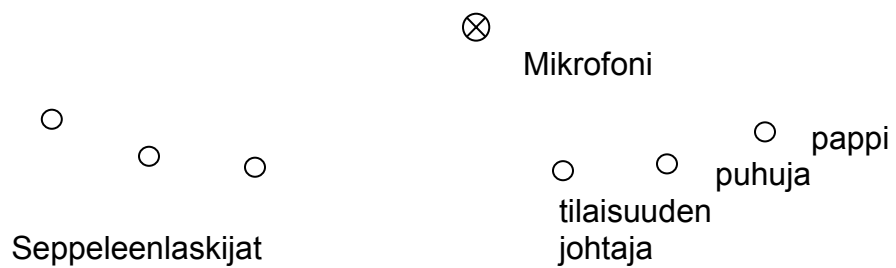 Mikrofoni
pappi
puhuja
tilaisuuden
johtaja
Seppeleenlaskijat